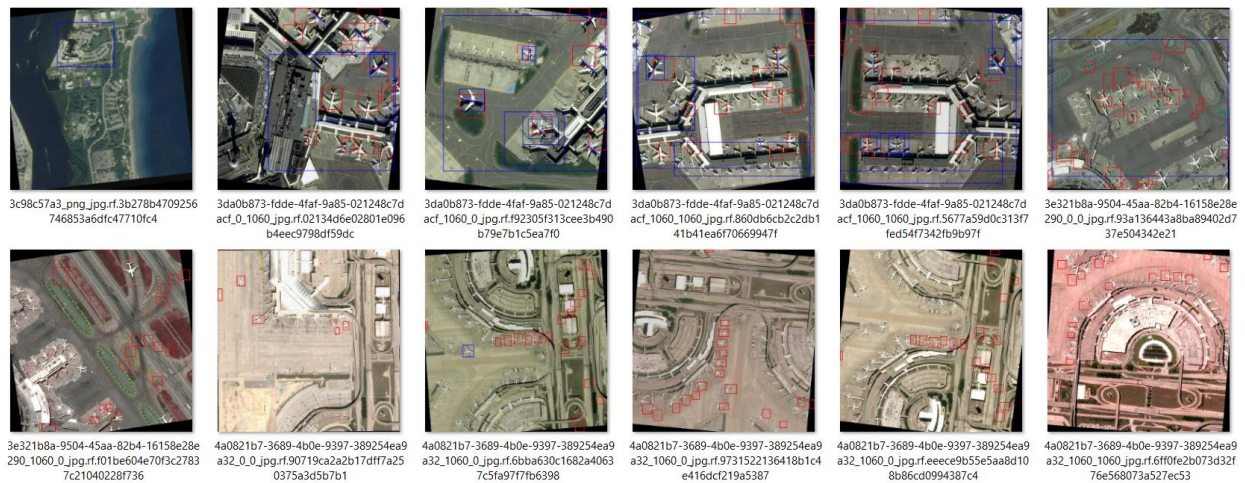 3c98c57a3_png_jpg.rf.3b278b4709256
746853a6dfc47710fc4
3da0b873-fdde-4faf-9a85-021248c7d
acf_0_1060_jpg.rf.02134d6e02801e096
b4eec9798df59dc
3da0b873-fdde-4faf-9a85-021248c7d
acf_1060_0_jpg.rf.f92305f313cee3b490
b79e7b1c5ea7f0
3da0b873-fdde-4faf-9a85-021248c7d
acf_1060_1060_jpg.rf.860db6cb2c2db1
41b41ea6f70669947f
3da0b873-fdde-4faf-9a85-021248c7d
acf_1060_1060_jpg.rf.5677a59d0c313f7
fed54f7342fb9b97f
3e321b8a-9504-45aa-82b4-16158e28e
290_0_0_jpg.rf.93a136443a8ba89402d7
37e504342e21
3e321b8a-9504-45aa-82b4-16158e28e
290_1060_0_jpg.rf.f01be604e70f3c2783
7c21040228f736
4a0821b7-3689-4b0e-9397-389254ea9
a32_0_0_jpg.rf.90719ca2a2b17dff7a25
0375a3d5b7b1
4a0821b7-3689-4b0e-9397-389254ea9
a32_1060_0_jpg.rf.6bba630c1682a4063
7c5fa97f7fb6398
4a0821b7-3689-4b0e-9397-389254ea9
a32_1060_0_jpg.rf.9731522136418b1c4
e416dcf219a5387
4a0821b7-3689-4b0e-9397-389254ea9
a32_1060_0_jpg.rf.eeece9b55e5aa8d10
8b86cd0994387c4
4a0821b7-3689-4b0e-9397-389254ea9
a32_1060_1060_jpg.rf.6ff0fe2b073d32f
76e568073a527ec53